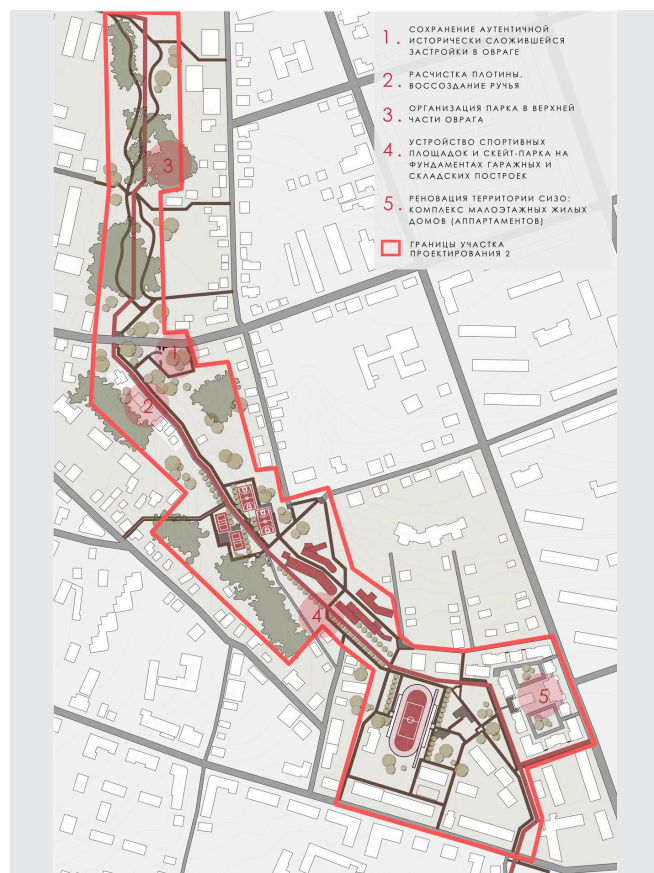 1. СОХРАНЕНИЕ АУТЕНТИЧНОЙ
ИСТОРИЧЕСКИ СЛОЖИВШЕЙСЯ
ЗАСТРОЙКИ В ОВРАГЕ
2. РАСЧИСТКА ПЛОТИНЫ,
ВОССОЗДАНИЕ РУЧЬЯ
3. ОРГАНИЗАЦИЯ ПАРКА В ВЕРХНЕЙ
ЧАСТИ ОВРАГА
4. УСТРОЙСТВО СПОРТИВНЫХ
ПЛОЩАДОК И СКЕЙТ-ПАРКА НА
ФУНДАМЕНТАХ ГАРАЖНЫХ И
СКЛАДСКИХ ПОСТРОЕК
5. РЕНОВАЦИЯ ТЕРРИТОРИИ СИЗО:
КОМПЛЕКС МАЛОЭТАЖНЫХ ЖИЛЫХ
ДОМОВ (АППАРТАМЕНТОВ)
ГРАНИЦЫ УЧАСТКА
ПРОЕКТИРОВАНИЯ 2
3
1
2
4
5